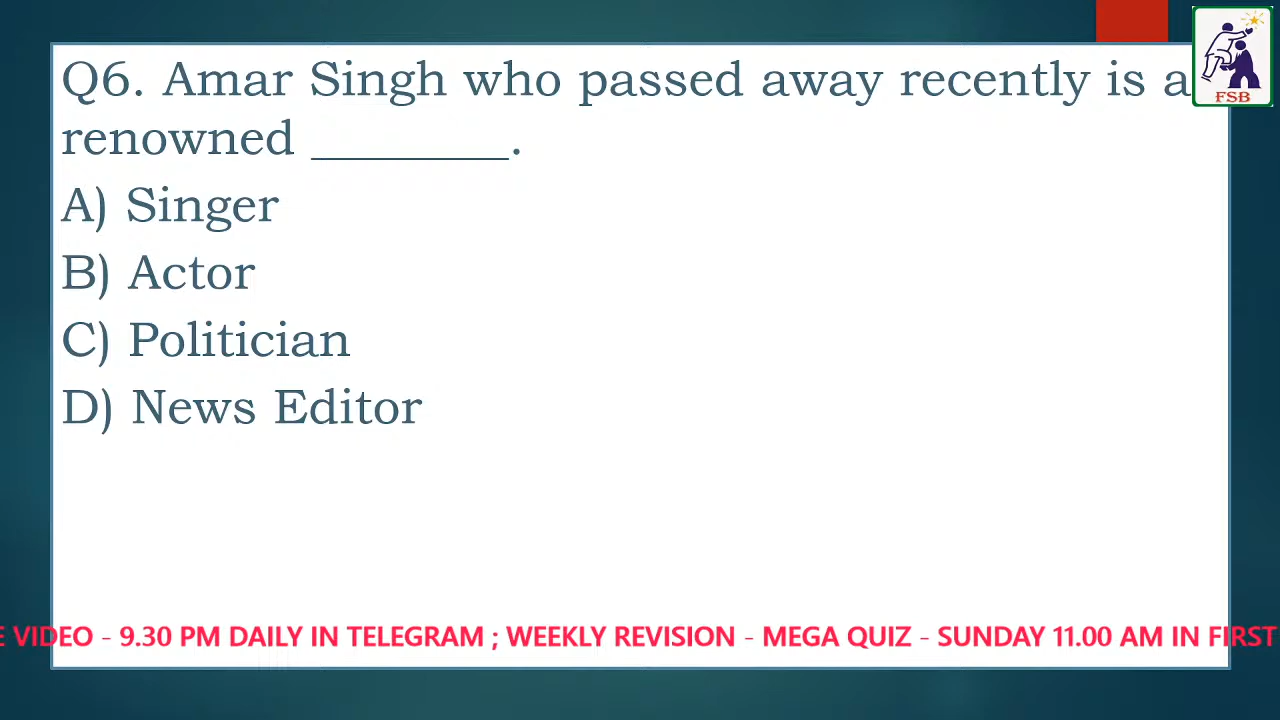 Q6. Amar Singh who passed away recently is a
renowned ________.
A) Singer
B) Actor
C) Politician
D) News Editor
E VIDEO - 9.30 PM DAILY IN TELEGRAM ; WEEKLY REVISION - MEGA QUIZ - SUNDAY 11.00 AM IN FIRST
FSB